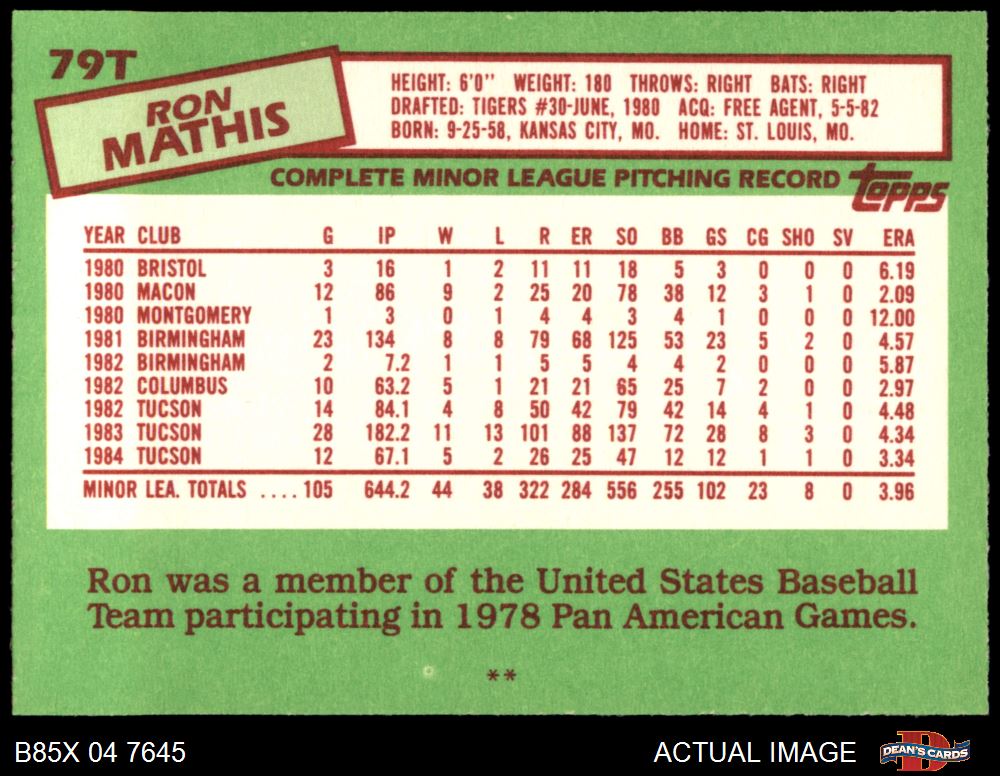 79T
RON
MATHIS
HEIGHT: 6'0" WEIGHT: 180 THROWS: RIGHT BATS: RIGHT
DRAFTED: TIGERS #30-JUNE, 1980 ACQ: FREE AGENT, 5-5-82
BORN: 9-25-58, KANSAS CITY, MO. HOME: ST. LOUIS, MO.
COMPLETE MINOR LEAGUE PITCHING RECORD
topps
YEAR CLUB G IP W L R ER SO BB GS CG SHO SV ERA
1980 BRISTOL 3 16 1 2 11 11 18 5 3 0 0 0 6.19
1980 MACON 12 86 9 2 25 20 78 38 12 3 1 0 2.09
1980 MONTGOMERY 1 3 0 1 4 4 3 4 1 0 0 0 12.00
1981 BIRMINGHAM 23 134 8 8 79 68 125 53 23 5 2 0 4.57
1982 BIRMINGHAM 2 7.2 1 1 5 5 4 4 2 0 0 0 5.87
1982 COLUMBUS 10 63.2 5 1 21 21 65 25 7 2 0 0 2.97
1982 TUCSON 14 84.1 4 8 50 42 79 42 14 4 1 0 4.48
1983 TUCSON 28 182.2 11 13 101 88 137 72 28 8 3 0 4.34
1984 TUCSON 12 67.1 5 2 26 25 47 12 12 1 1 0 3.34
MINOR LEA. TOTALS .... 105 644.2 44 38 322 284 556 255 102 23 8 0 3.96
Ron was a member of the United States Baseball
Team participating in 1978 Pan American Games.
**
B85X 04 7645 ACTUAL IMAGE DEAN'S CARDS